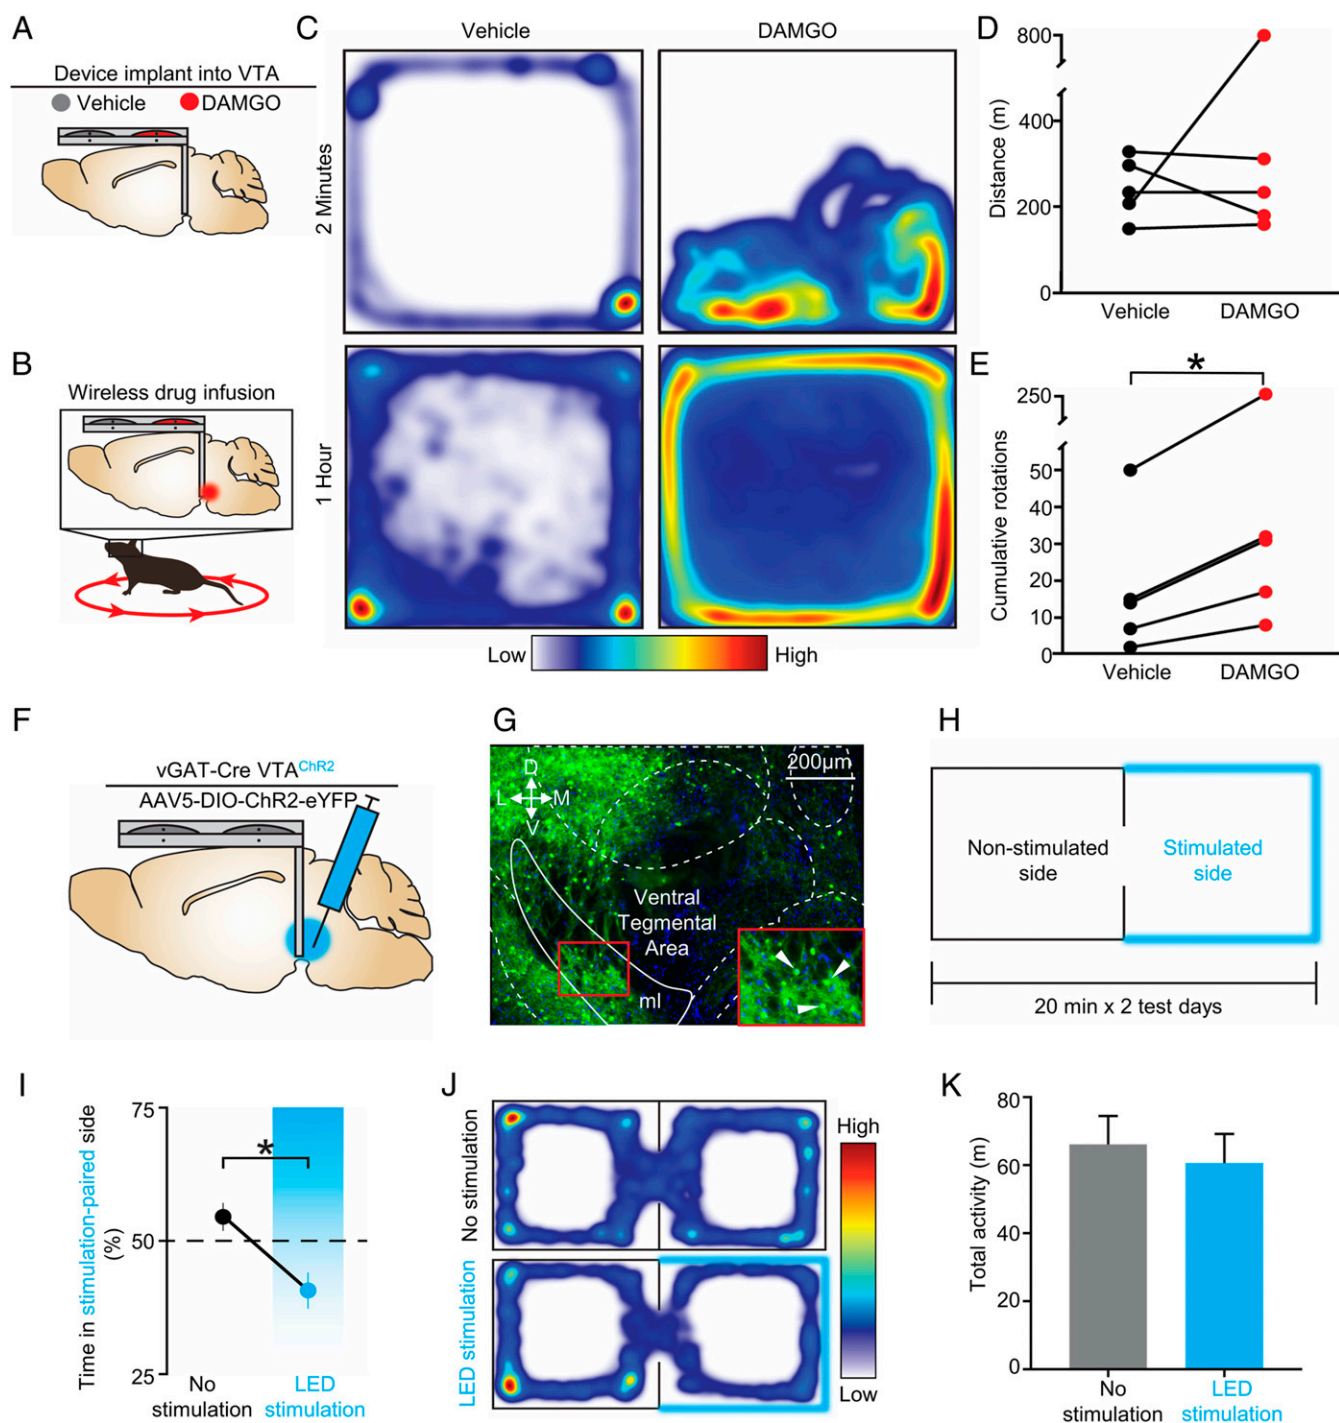 A
Device implant into VTA
Vehicle
DAMGO
B
Wireless drug infusion
C
Vehicle
DAMGO
2 Minutes
1 Hour
Low
High
D
Distance (m)
800
400
200
0
Vehicle
DAMGO
E
*
Cumulative rotations
250
50
40
30
20
10
0
Vehicle
DAMGO
F
vGAT-Cre VTAChR2
AAV5-DIO-ChR2-eYFP
G
200μm
D
L
M
V
Ventral
Tegmental
Area
ml
H
Non-stimulated
side
Stimulated
side
20 min x 2 test days
I
Time in stimulation-paired side
(%)
75
50
25
*
No
stimulation
LED
stimulation
J
No stimulation
LED stimulation
High
Low
K
Total activity (m)
80
60
40
20
0
No
stimulation
LED
stimulation